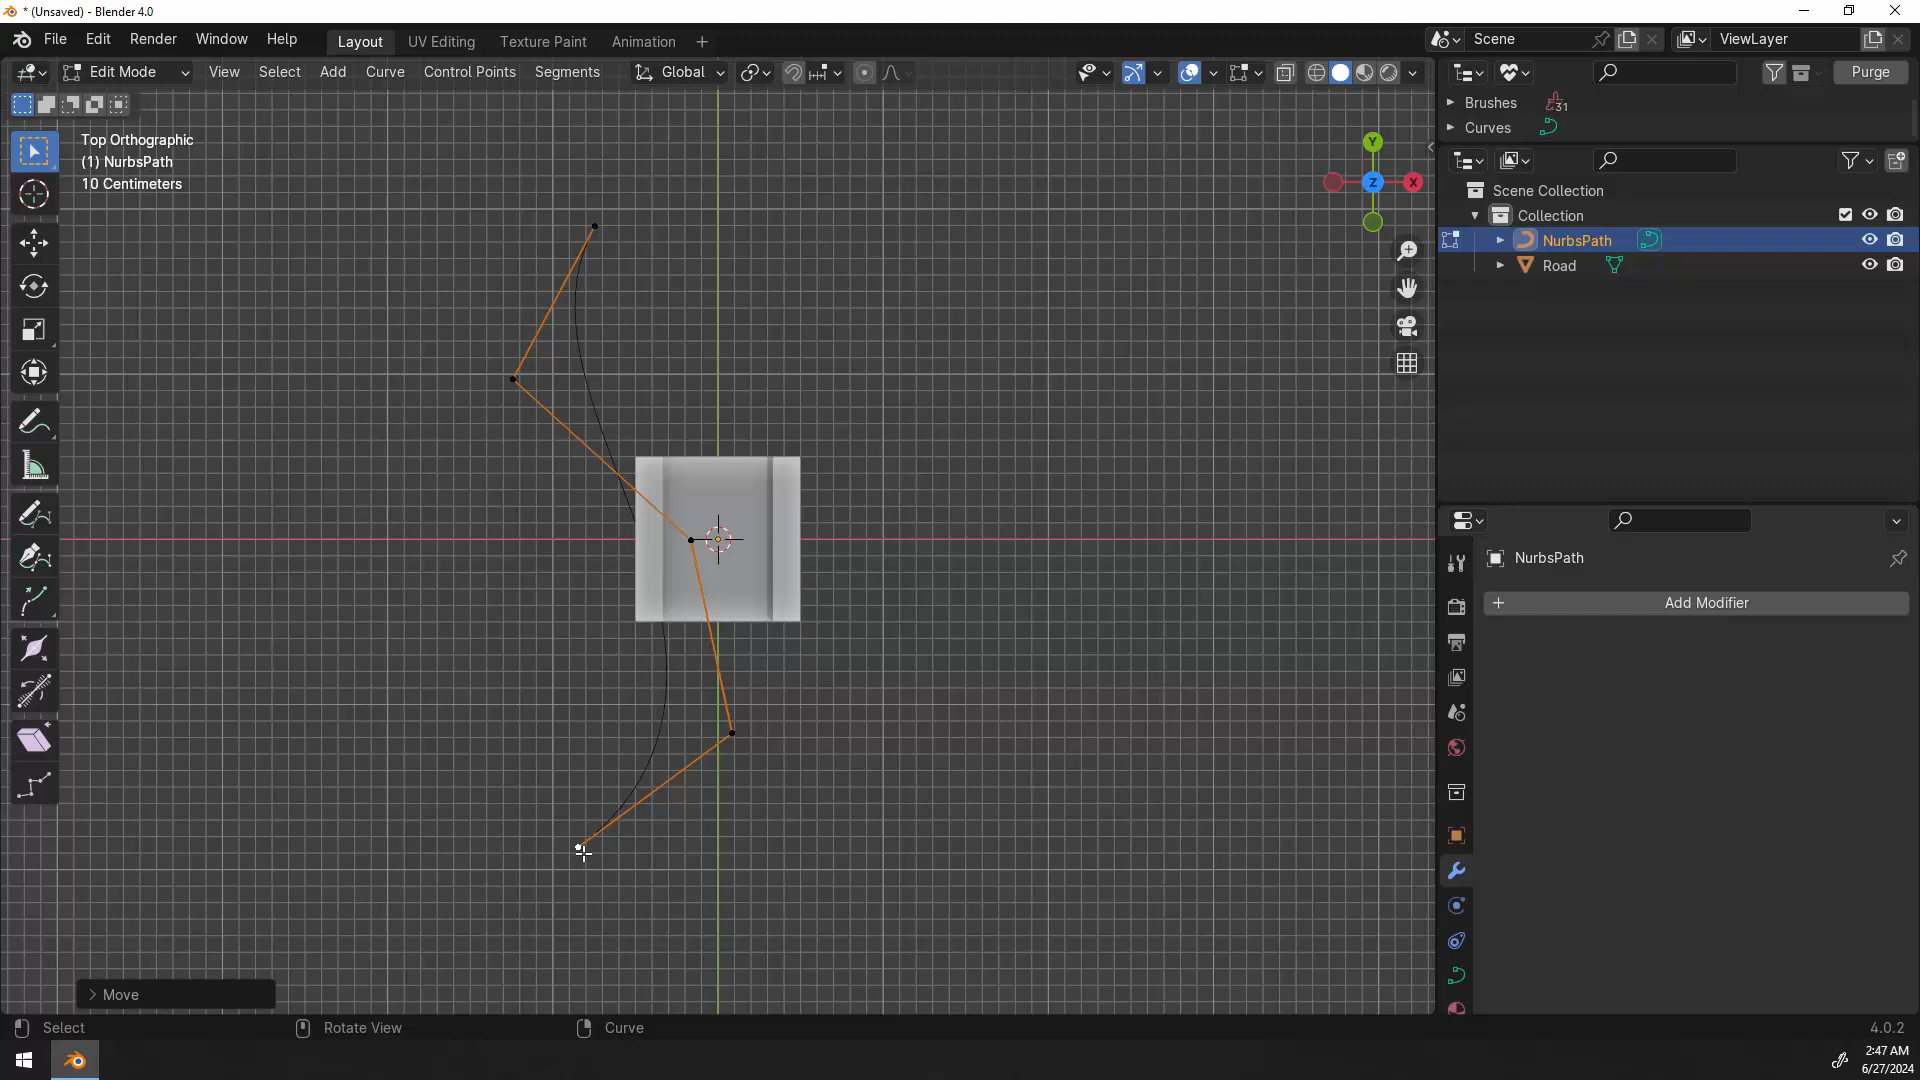 * (Unsaved) - Blender 4.0
File Edit Render Window Help Layout UV Editing Texture Paint Animation + Scene ViewLayer
Edit Mode View Select Add Curve Control Points Segments Global Purge
Brushes 31
Curves
Top Orthographic
(1) NurbsPath
10 Centimeters
Y
Z X
Scene Collection
Collection
NurbsPath
Road
NurbsPath
+ Add Modifier
> Move
Select Rotate View Curve 4.0.2
2:47 AM
6/27/2024